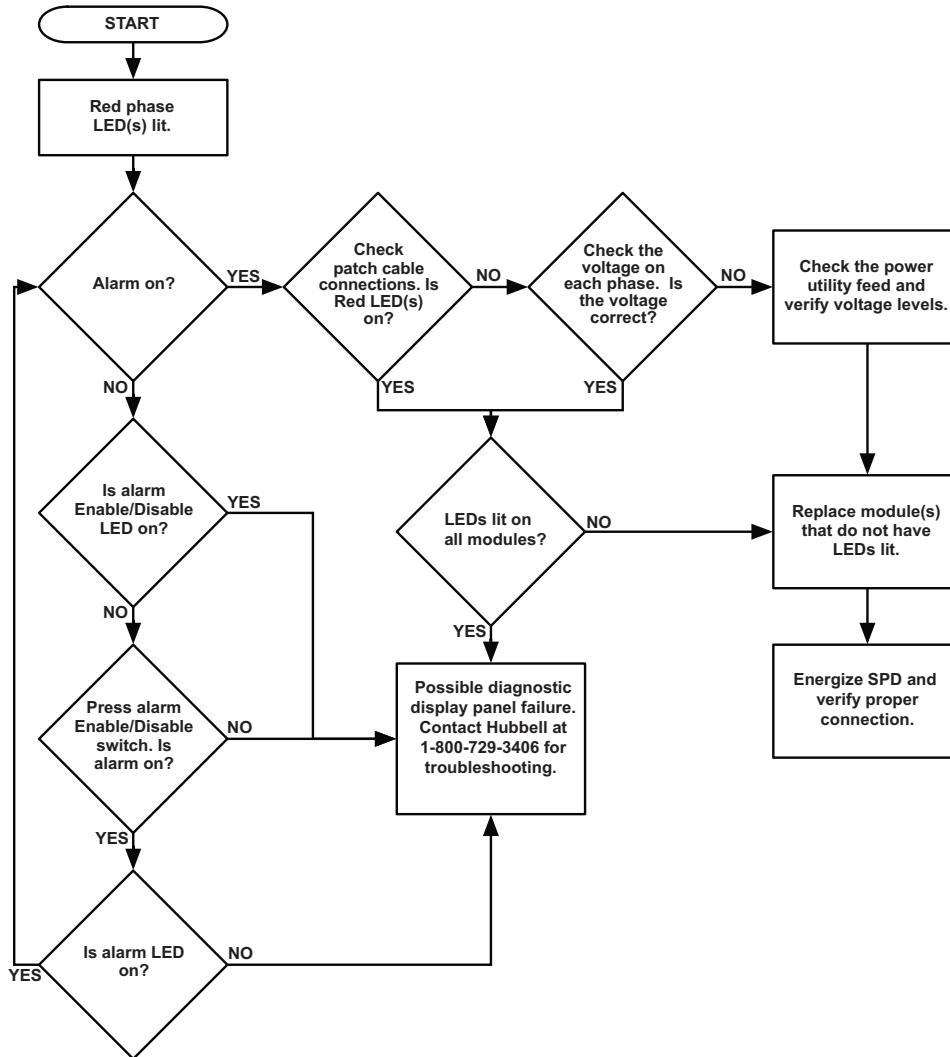 START
Red phase
LED(s) lit.
Alarm on?
YES
Check
patch cable
connections. Is
Red LED(s)
on?
NO
Check the
voltage on
each phase. Is
the voltage
correct?
NO
Check the power
utility feed and
verify voltage levels.
NO
YES
YES
Is alarm
Enable/Disable
LED on?
YES
LEDs lit on
all modules?
NO
Replace module(s)
that do not have
LEDs lit.
NO
YES
Press alarm
Enable/Disable
switch. Is
alarm on?
NO
Possible diagnostic
display panel failure.
Contact Hubbell at
1-800-729-3406 for
troubleshooting.
Energize SPD and
verify proper
connection.
YES
Is alarm LED
on?
NO
YES